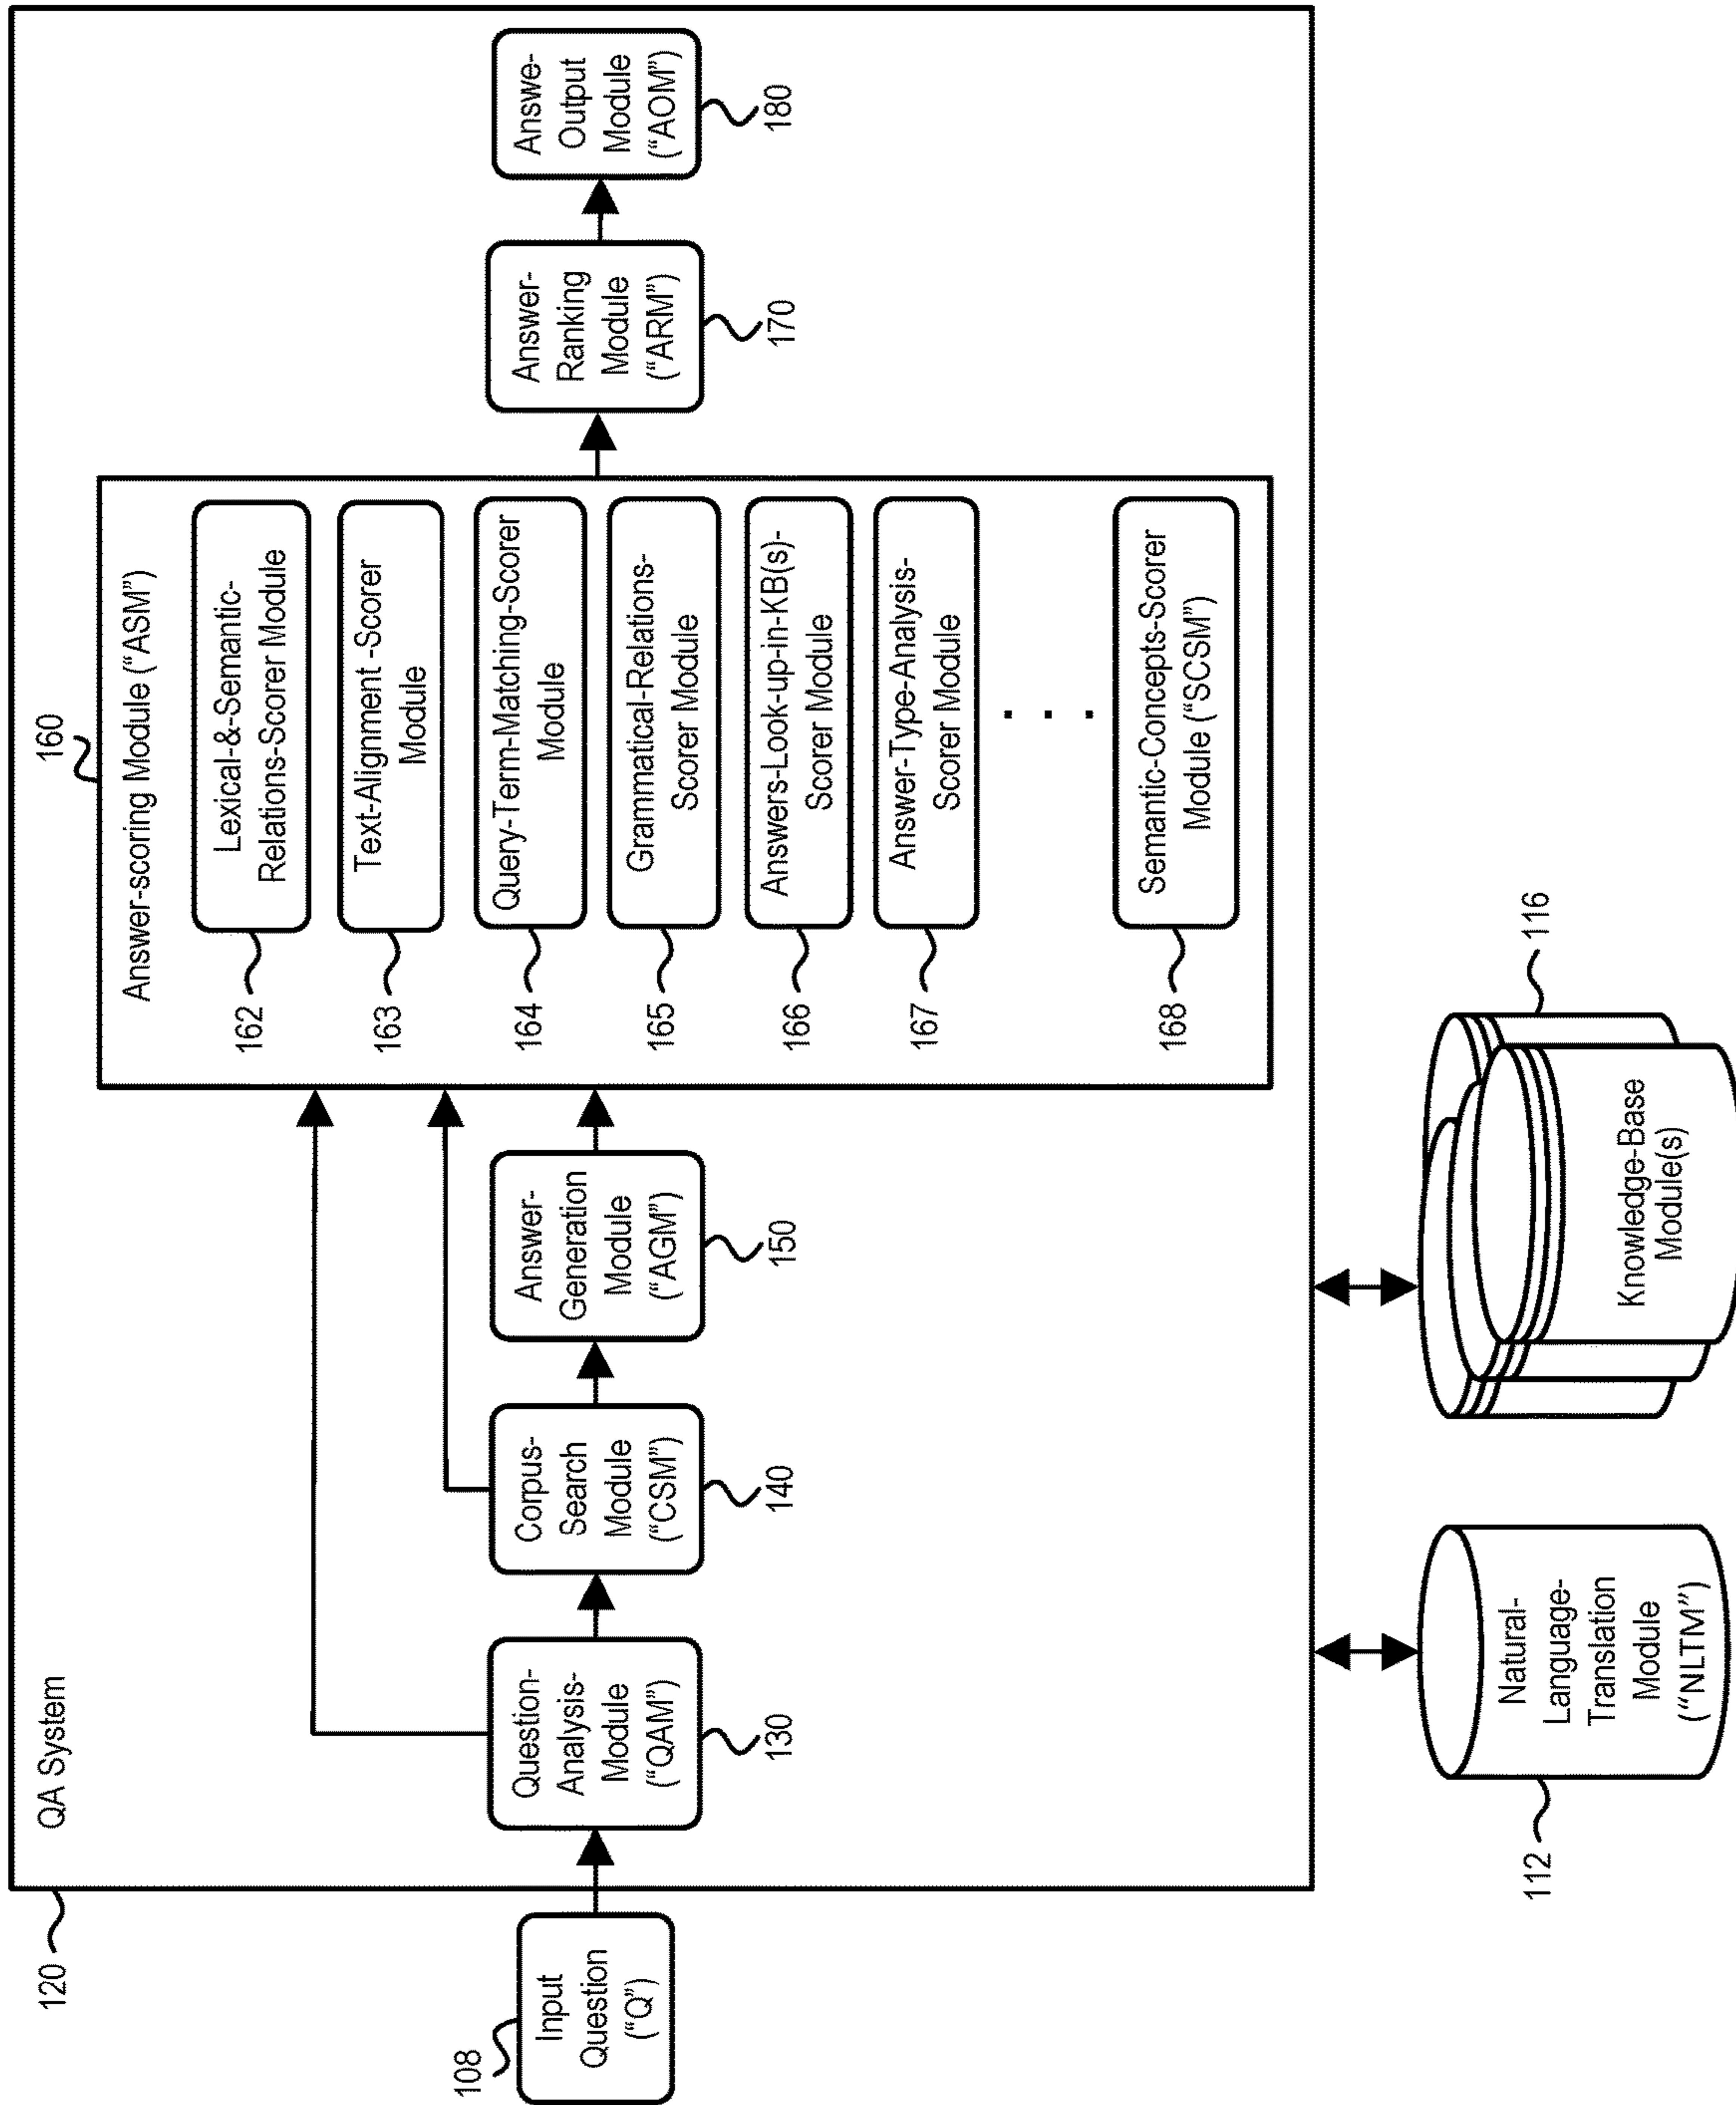 120
QA System
108
Input
Question
("Q")
Question-
Analysis-
Module
("QAM")
130
Corpus-
Search
Module
("CSM")
140
Answer-
Generation
Module
("AGM")
150
160
Answer-scoring Module ("ASM")
162
Lexical-&-Semantic-
Relations-Scorer Module
163
Text-Alignment -Scorer
Module
164
Query-Term-Matching-Scorer
Module
165
Grammatical-Relations-
Scorer Module
166
Answers-Look-up-in-KB(s)-
Scorer Module
167
Answer-Type-Analysis-
Scorer Module
. . .
168
Semantic-Concepts-Scorer
Module ("SCSM")
Answer-
Ranking
Module
("ARM")
170
Answe-
Output
Module
("AOM")
180
112
Natural-
Language-
Translation
Module
("NLTM")
Knowledge-Base
Module(s)
116